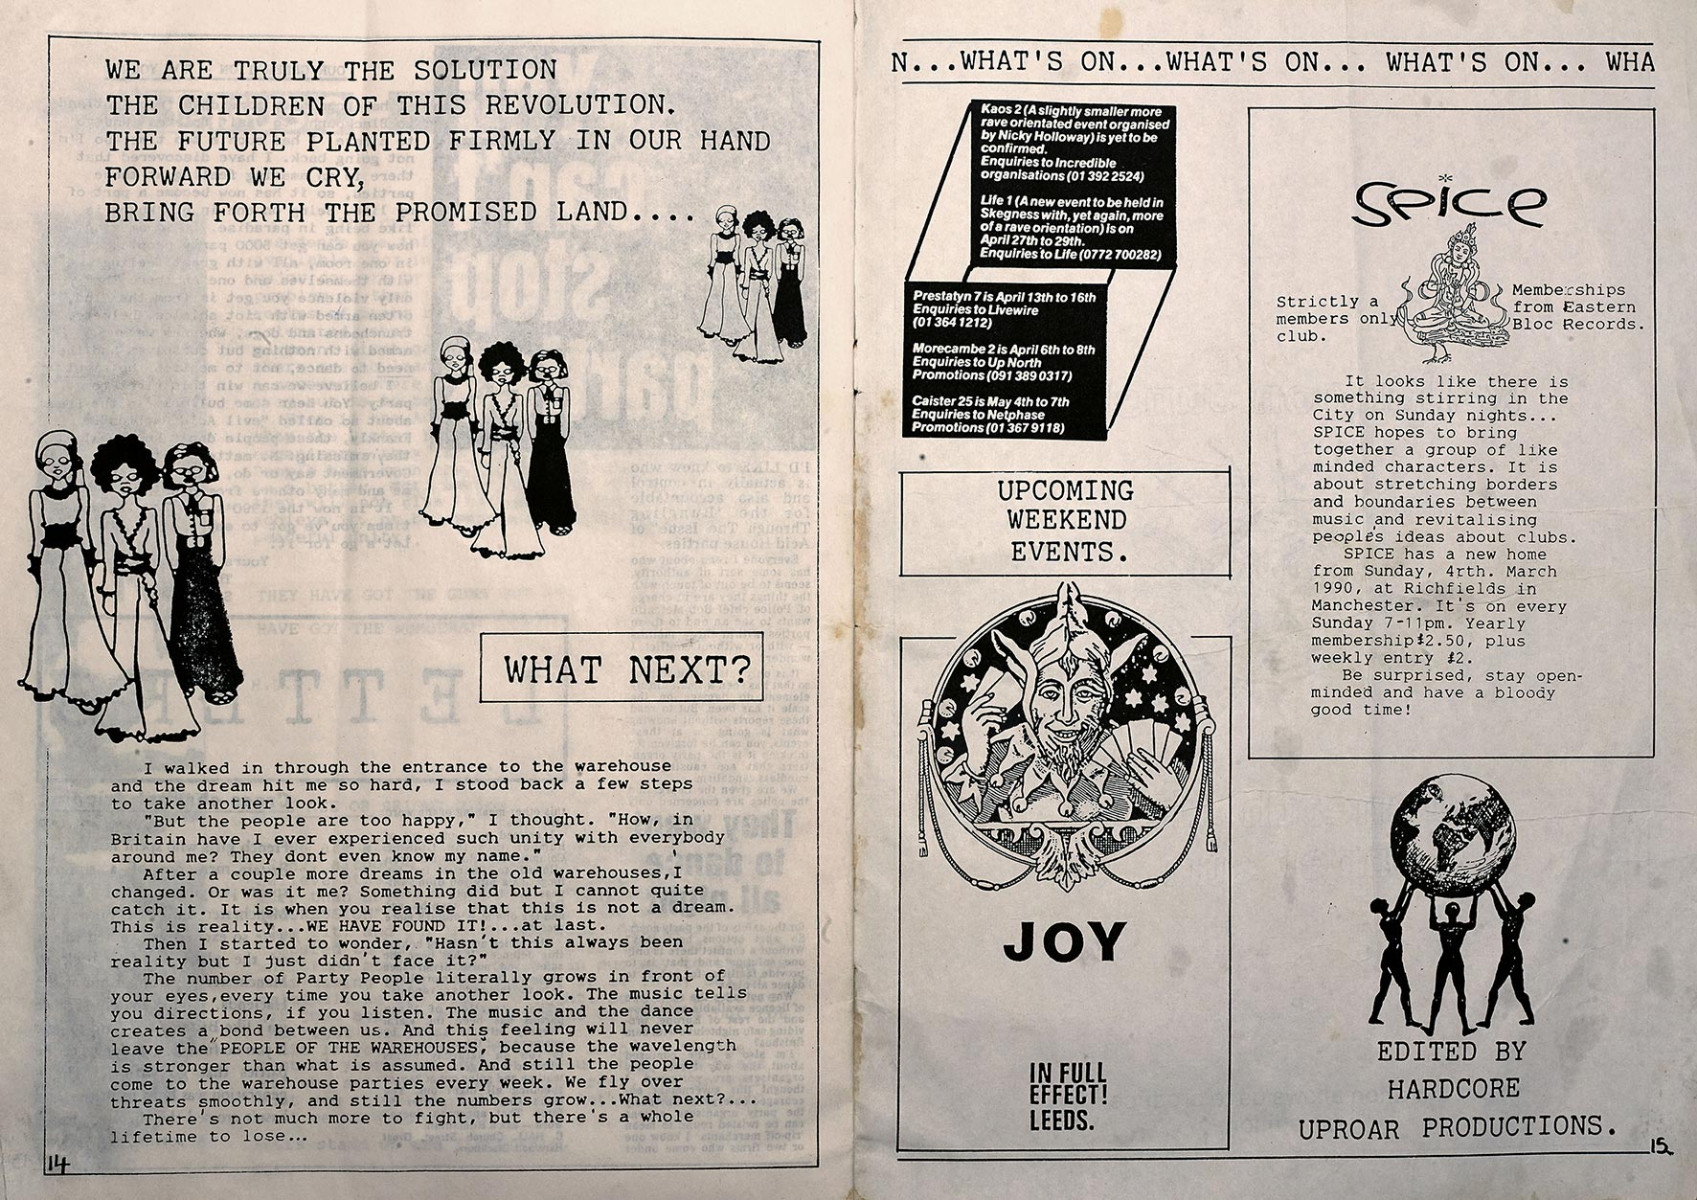 WE ARE TRULY THE SOLUTION
THE CHILDREN OF THIS REVOLUTION.
THE FUTURE PLANTED FIRMLY IN OUR HAND
FORWARD WE CRY,
BRING FORTH THE PROMISED LAND....
WHAT NEXT?
I walked in through the entrance to the warehouse
and the dream hit me so hard, I stood back a few steps
to take another look.
"But the people are too happy," I thought. "How, in
Britain have I ever experienced such unity with everybody
around me? They dont even know my name."
After a couple more dreams in the old warehouses,I
changed. Or was it me? Something did but I cannot quite
catch it. It is when you realise that this is not a dream.
This is reality...WE HAVE FOUND IT!...at last.
Then I started to wonder, "Hasn't this always been
reality but I just didn't face it?"
The number of Party People literally grows in front of
your eyes,every time you take another look. The music tells
you directions, if you listen. The music and the dance
creates a bond between us. And this feeling will never
leave the"PEOPLE OF THE WAREHOUSES", because the wavelength
is stronger than what is assumed. And still the people
come to the warehouse parties every week. We fly over
threats smoothly, and still the numbers grow...What next?...
There's not much more to fight, but there's a whole
lifetime to lose...
14
N...WHAT'S ON...WHAT'S ON... WHAT'S ON... WHA
Kaos 2 (A slightly smaller more
rave orientated event organised
by Nicky Holloway) is yet to be
confirmed.
Enquiries to Incredible
organisations (01 392 2524)
Life 1 (A new event to be held in
Skegness with, yet again, more
of a rave orientation) is on
April 27th to 29th.
Enquiries to Life (0772 700282)
Prestatyn 7 is April 13th to 16th
Enquiries to Livewire
(01 364 1212)
Morecambe 2 is April 6th to 8th
Enquiries to Up North
Promotions (091 389 0317)
Caister 25 is May 4th to 7th
Enquiries to Netphase
Promotions (01 367 9118)
UPCOMING
WEEKEND
EVENTS.
JOY
IN FULL
EFFECT!
LEEDS.
SPICE
Strictly a
members only
club.
Memberships
from Eastern
Bloc Records.
It looks like there is
something stirring in the
City on Sunday nights...
SPICE hopes to bring
together a group of like
minded characters. It is
about stretching borders
and boundaries between
music and revitalising
people's ideas about clubs.
SPICE has a new home
from Sunday, 4rth. March
1990, at Richfields in
Manchester. It's on every
Sunday 7-11pm. Yearly
membership £2.50, plus
weekly entry £2.
Be surprised, stay open-
minded and have a bloody
good time!
EDITED BY
HARDCORE
UPROAR PRODUCTIONS.
15